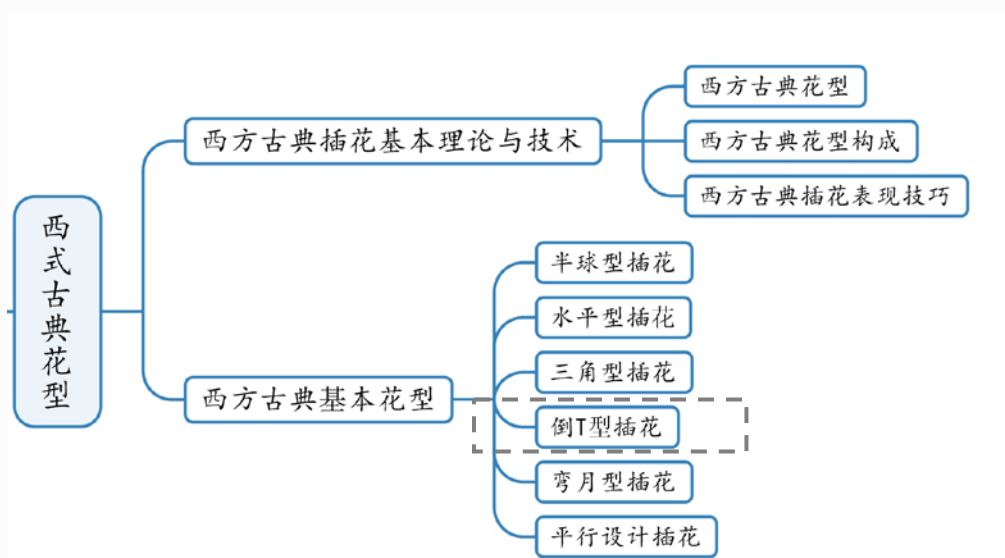 西式古典花型
西方古典插花基本理论与技术
西方古典花型
西方古典花型构成
西方古典插花表现技巧
西方古典基本花型
半球型插花
水平型插花
三角型插花
倒T型插花
弯月型插花
平行设计插花